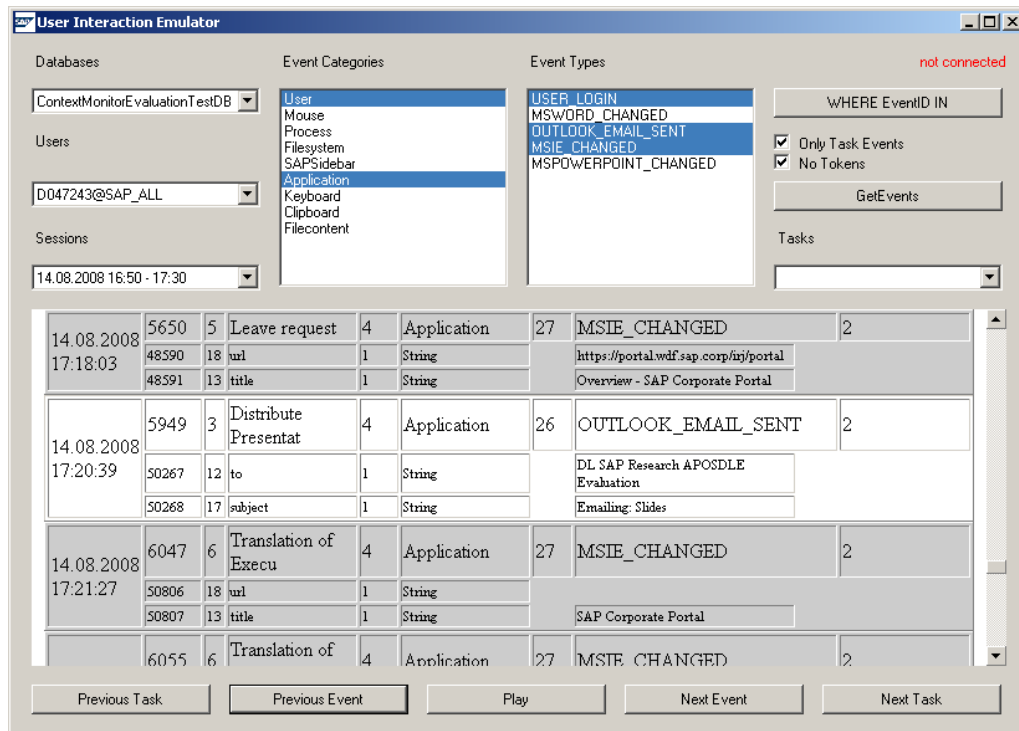 SAP User Interaction Emulator
Databases
Event Categories
Event Types
not connected
ContextMonitorEvaluationTestDB
Users
D047243@SAP_ALL
Sessions
14.08.2008 16:50 - 17:30
User
Mouse
Process
Filesystem
SAPSidebar
Application
Keyboard
Clipboard
Filecontent
USER_LOGIN
MSWORD_CHANGED
OUTLOOK_EMAIL_SENT
MSIE_CHANGED
MSPOWERPOINT_CHANGED
WHERE EventID IN
Only Task Events
No Tokens
GetEvents
Tasks
14.08.2008 17:18:03
5650 5 Leave request 4 Application 27 MSIE_CHANGED 2
48590 18 url 1 String https://portal.wdf.sap.corp/irj/portal
48591 13 title 1 String Overview - SAP Corporate Portal
14.08.2008 17:20:39
5949 3 Distribute Presentat 4 Application 26 OUTLOOK_EMAIL_SENT 2
50267 12 to 1 String DL SAP Research APOSDLE Evaluation
50268 17 subject 1 String Emailing: Slides
14.08.2008 17:21:27
6047 6 Translation of Execu 4 Application 27 MSIE_CHANGED 2
50806 18 url 1 String
50807 13 title 1 String SAP Corporate Portal
6055 6 Translation of 4 Application 27 MSIE_CHANGED 2
Previous Task
Previous Event
Play
Next Event
Next Task